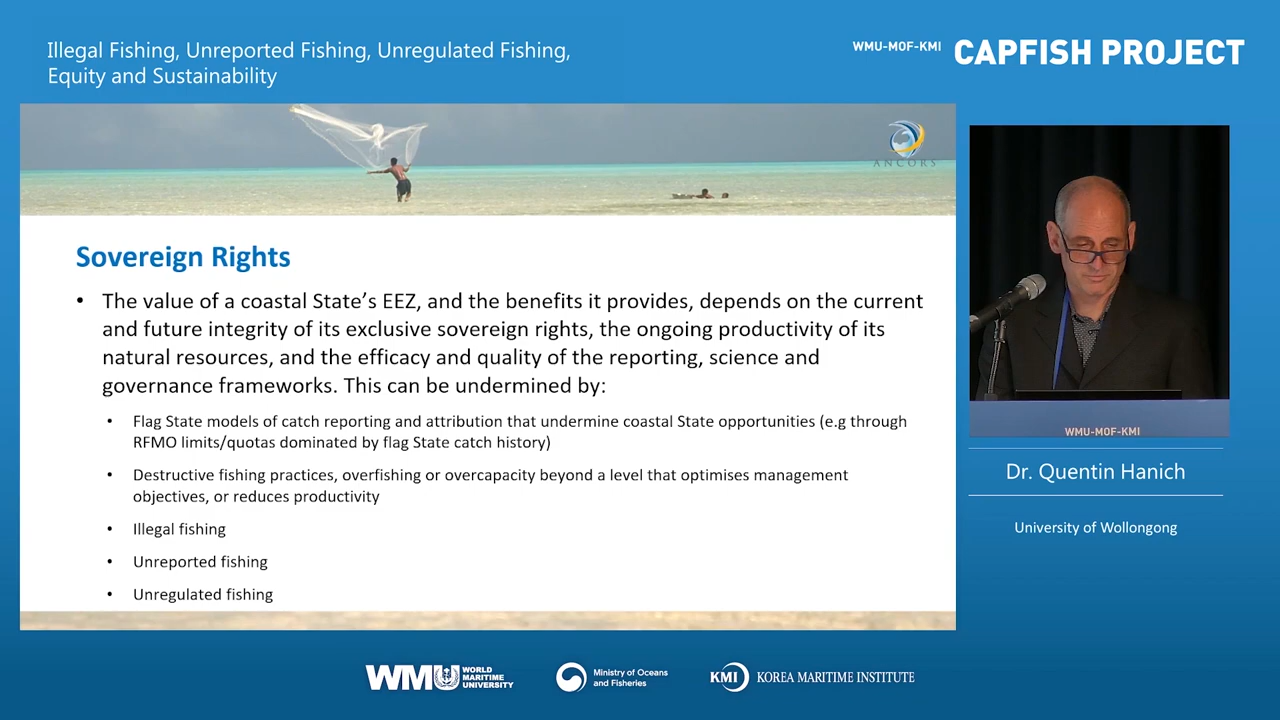 Illegal Fishing, Unreported Fishing, Unregulated Fishing,
Equity and Sustainability
WMU-MOF-KMI CAPFISH PROJECT
ANCORS
Sovereign Rights
• The value of a coastal State’s EEZ, and the benefits it provides, depends on the current
and future integrity of its exclusive sovereign rights, the ongoing productivity of its
natural resources, and the efficacy and quality of the reporting, science and
governance frameworks. This can be undermined by:
• Flag State models of catch reporting and attribution that undermine coastal State opportunities (e.g through
RFMO limits/quotas dominated by flag State catch history)
• Destructive fishing practices, overfishing or overcapacity beyond a level that optimises management
objectives, or reduces productivity
• Illegal fishing
• Unreported fishing
• Unregulated fishing
WMU-MOF-KMI
Dr. Quentin Hanich
University of Wollongong
WMU WORLD
MARITIME
UNIVERSITY
Ministry of Oceans
and Fisheries
KMI KOREA MARITIME INSTITUTE